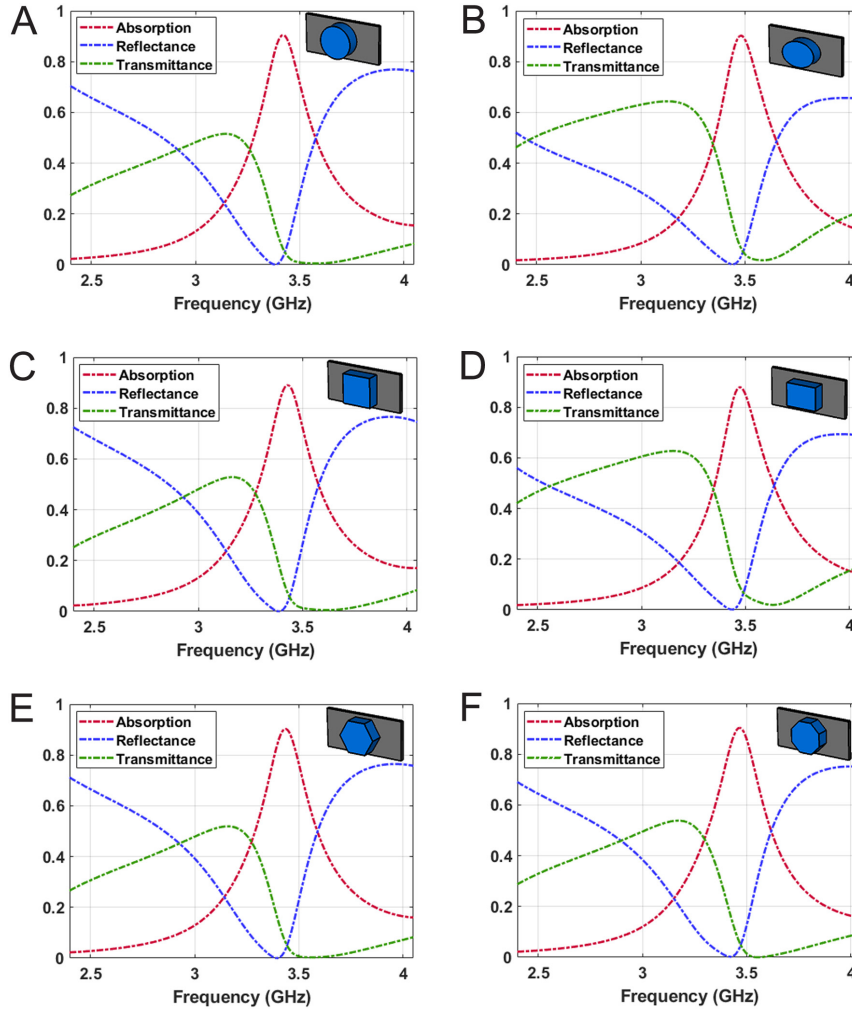 A
1
0.8
0.6
0.4
0.2
0
Absorption
Reflectance
Transmittance
2.5 3 3.5 4
Frequency (GHz)
B
1
0.8
0.6
0.4
0.2
0
Absorption
Reflectance
Transmittance
2.5 3 3.5 4
Frequency (GHz)
C
1
0.8
0.6
0.4
0.2
0
Absorption
Reflectance
Transmittance
2.5 3 3.5 4
Frequency (GHz)
D
1
0.8
0.6
0.4
0.2
0
Absorption
Reflectance
Transmittance
2.5 3 3.5 4
Frequency (GHz)
E
1
0.8
0.6
0.4
0.2
0
Absorption
Reflectance
Transmittance
2.5 3 3.5 4
Frequency (GHz)
F
1
0.8
0.6
0.4
0.2
0
Absorption
Reflectance
Transmittance
2.5 3 3.5 4
Frequency (GHz)